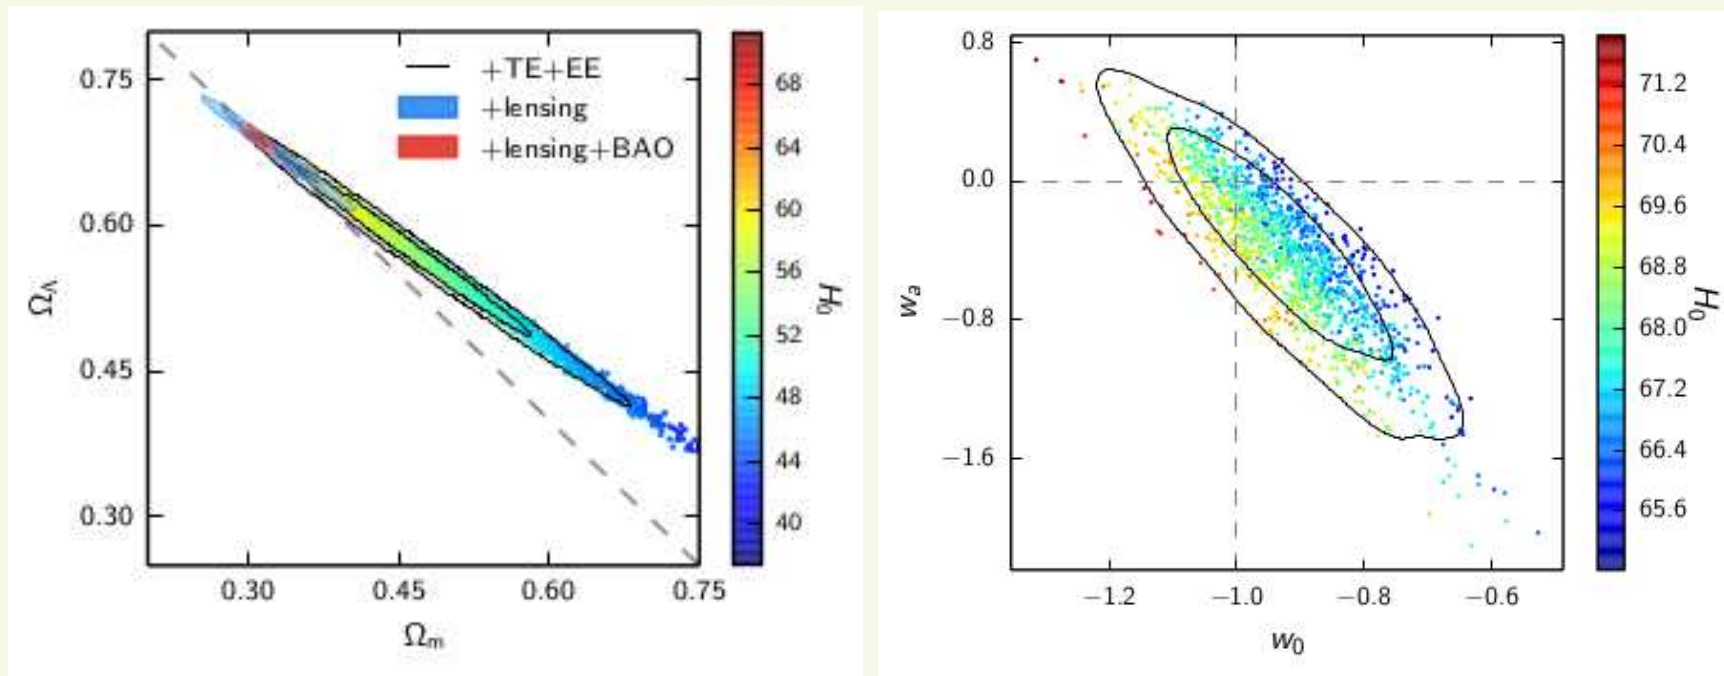 +TE+EE
+lensing
+lensing+BAO
0.75
0.60
0.45
0.30
Ω_Λ
0.30 0.45 0.60 0.75
Ω_m
68
64
60
56
52
48
44
40
H_0
0.8
0.0
−0.8
−1.6
w_a
−1.2 −1.0 −0.8 −0.6
w_0
71.2
70.4
69.6
68.8
68.0
67.2
66.4
65.6
H_0